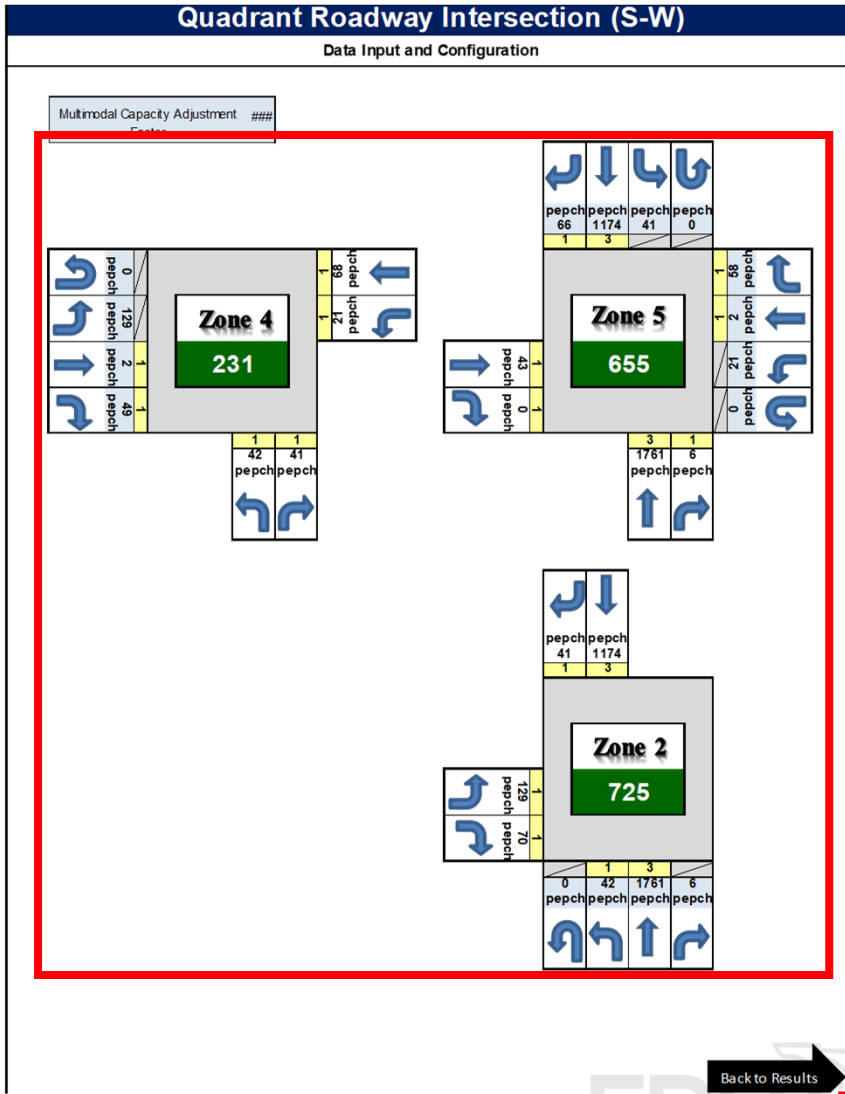 Quadrant Roadway Intersection (S-W)
Data Input and Configuration
Multimodal Capacity Adjustment ###
pepch pepch pepch pepch
66 1174 41 0
1 3
0 pepch
129 pepch
2 pepch 1
49 pepch 1
Zone 4
231
1 68 pepch
1 21 pepch
1 1
42 41
pepch pepch
43 pepch 1
0 pepch 1
Zone 5
655
1 58 pepch
1 2 pepch
21 pepch
0 pepch
3 1
1761 6
pepch pepch
pepch pepch
41 1174
1 3
129 pepch 1
70 pepch 1
Zone 2
725
1 3
0 42 1761 6
pepch pepch pepch pepch
Back to Results